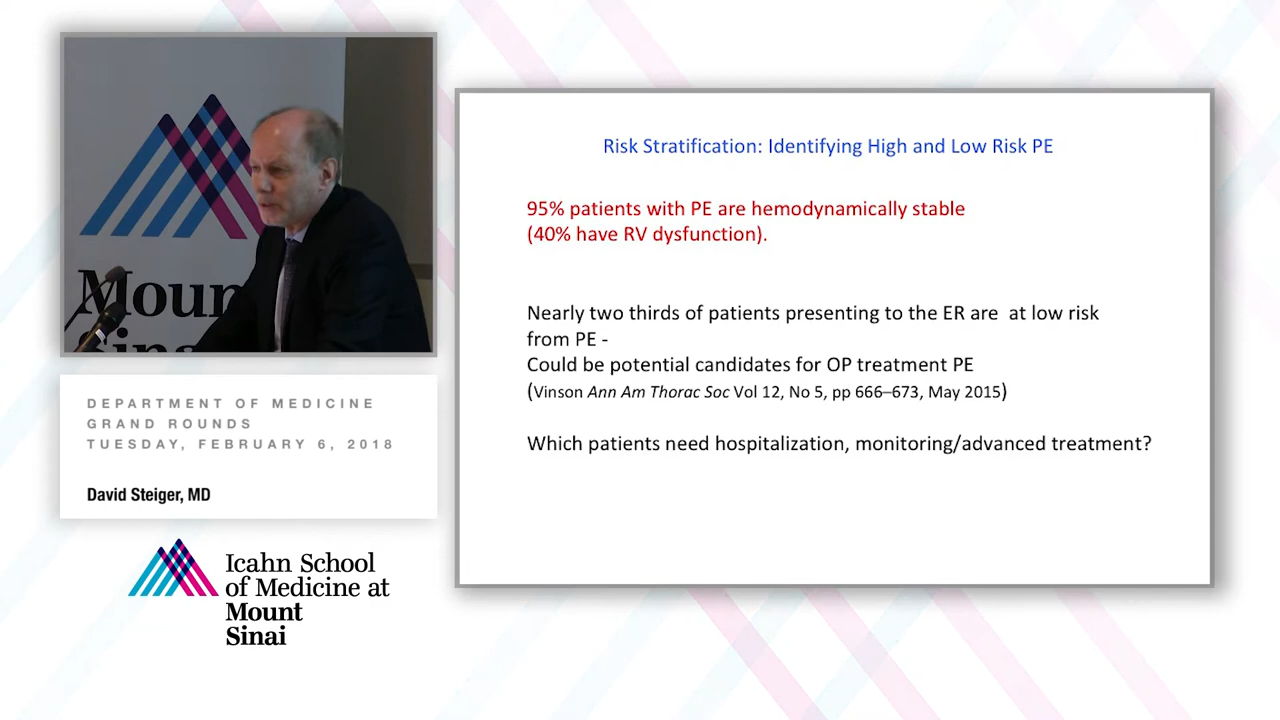 Moun
Sinai
DEPARTMENT OF MEDICINE
GRAND ROUNDS
TUESDAY, FEBRUARY 6, 2018
David Steiger, MD
Icahn School
of Medicine at
Mount
Sinai
Risk Stratification: Identifying High and Low Risk PE
95% patients with PE are hemodynamically stable
(40% have RV dysfunction).
Nearly two thirds of patients presenting to the ER are at low risk
from PE -
Could be potential candidates for OP treatment PE
(Vinson Ann Am Thorac Soc Vol 12, No 5, pp 666–673, May 2015)
Which patients need hospitalization, monitoring/advanced treatment?